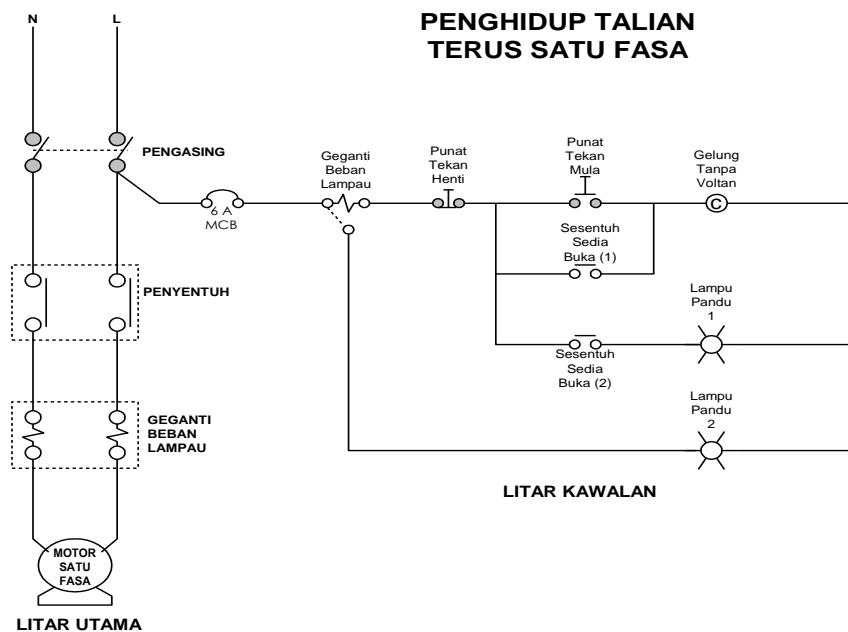 PENGHIDUP TALIAN
TERUS SATU FASA
N
L
PENGASING
6 A
MCB
Geganti
Beban
Lampau
Punat
Tekan
Henti
Punat
Tekan
Mula
Gelung
Tanpa
Voltan
C
Sesentuh
Sedia
Buka (1)
PENYENTUH
Sesentuh
Sedia
Buka (2)
Lampu
Pandu
1
GEGANTI
BEBAN
LAMPAU
Lampu
Pandu
2
LITAR KAWALAN
MOTOR
SATU
FASA
LITAR UTAMA